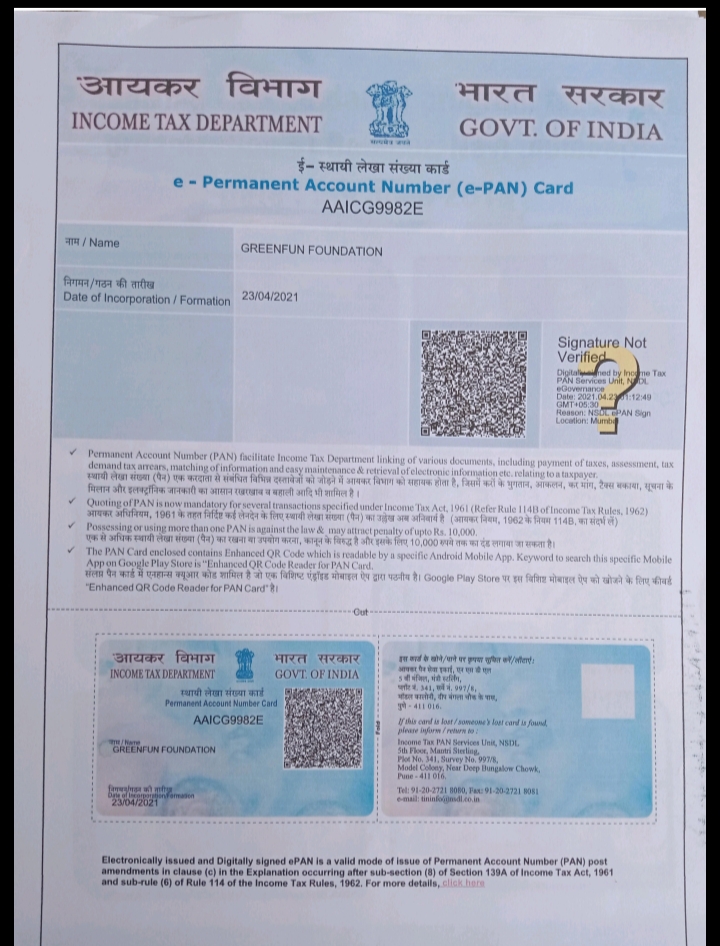 आयकर विभाग
INCOME TAX DEPARTMENT
सत्यमेव जयते
भारत सरकार
GOVT. OF INDIA
ई- स्थायी लेखा संख्या कार्ड
e - Permanent Account Number (e-PAN) Card
AAICG9982E
नाम / Name
GREENFUN FOUNDATION
निगमन/गठन की तारीख
Date of Incorporation / Formation
23/04/2021
Signature Not
Verified
Digitally signed by Income Tax
PAN Services Unit, NSDL
eGovernance
Date: 2021.04.23 :12:49
GMT+05:30
Reason: NSDL ePAN Sign
Location: Mumbai
?
✓ Permanent Account Number (PAN) facilitate Income Tax Department linking of various documents, including payment of taxes, assessment, tax
demand tax arrears, matching of information and easy maintenance & retrieval of electronic information etc. relating to a taxpayer.
स्थायी लेखा संख्या (पैन) एक करदाता से संबंधित विभिन्न दस्तावेजों को जोड़ने में आयकर विभाग को सहायक होता है, जिसमें करों के भुगतान, आकलन, कर मांग, टैक्स बकाया, सूचना के
मिलान और इलक्ट्रॉनिक जानकारी का आसान रखरखाव व बहाली आदि भी शामिल है।
✓ Quoting of PAN is now mandatory for several transactions specified under Income Tax Act, 1961 (Refer Rule 114B of Income Tax Rules, 1962)
आयकर अधिनियम, 1961 के तहत निर्दिष्ट कई लेनदेन के लिए स्थायी लेखा संख्या (पैन) का उल्लेख अब अनिवार्य है (आयकर नियम, 1962 के नियम 114B, का संदर्भ लें)
✓ Possessing or using more than one PAN is against the law & may attract penalty of upto Rs. 10,000.
एक से अधिक स्थायी लेखा संख्या (पैन) का रखना या उपयोग करना, कानून के विरुद्ध है और इसके लिए 10,000 रुपये तक का दंड लगाया जा सकता है।
✓ The PAN Card enclosed contains Enhanced QR Code which is readable by a specific Android Mobile App. Keyword to search this specific Mobile
App on Google Play Store is "Enhanced QR Code Reader for PAN Card.
संलग्न पैन कार्ड में एनहान्स क्यूआर कोड शामिल है जो एक विशिष्ट एंड्रॉइड मोबाइल ऐप द्वारा पठनीय है। Google Play Store पर इस विशिष्ट मोबाइल ऐप को खोजने के लिए कीवर्ड
"Enhanced QR Code Reader for PAN Card" है।
Cut
आयकर विभाग
INCOME TAX DEPARTMENT
भारत सरकार
GOVT. OF INDIA
स्थायी लेखा संख्या कार्ड
Permanent Account Number Card
AAICG9982E
नाम / Name
GREENFUN FOUNDATION
निगमन/गठन की तारीख
Date of Incorporation/Formation
23/04/2021
Fold
इस कार्ड के खोने/पाने पर कृपया सूचित करें/लौटाएं:
आयकर पैन सेवा इकाई, एन एस डी एल
5 वी मंजिल, मंत्री स्टर्लिंग,
प्लॉट नं. 341, सर्वे नं. 997/8,
मॉडल कालोनी, दीप बंगला चौक के पास,
पुणे - 411 016.
If this card is lost / someone's lost card is found,
please inform / return to :
Income Tax PAN Services Unit, NSDL
5th Floor, Mantri Sterling,
Plot No. 341, Survey No. 997/8,
Model Colony, Near Deep Bungalow Chowk,
Pune - 411 016.
Tel: 91-20-2721 8080, Fax: 91-20-2721 8081
e-mail: tininfo@nsdl.co.in
Electronically issued and Digitally signed ePAN is a valid mode of issue of Permanent Account Number (PAN) post
amendments in clause (c) in the Explanation occurring after sub-section (8) of Section 139A of Income Tax Act, 1961
and sub-rule (6) of Rule 114 of the Income Tax Rules, 1962. For more details, click here